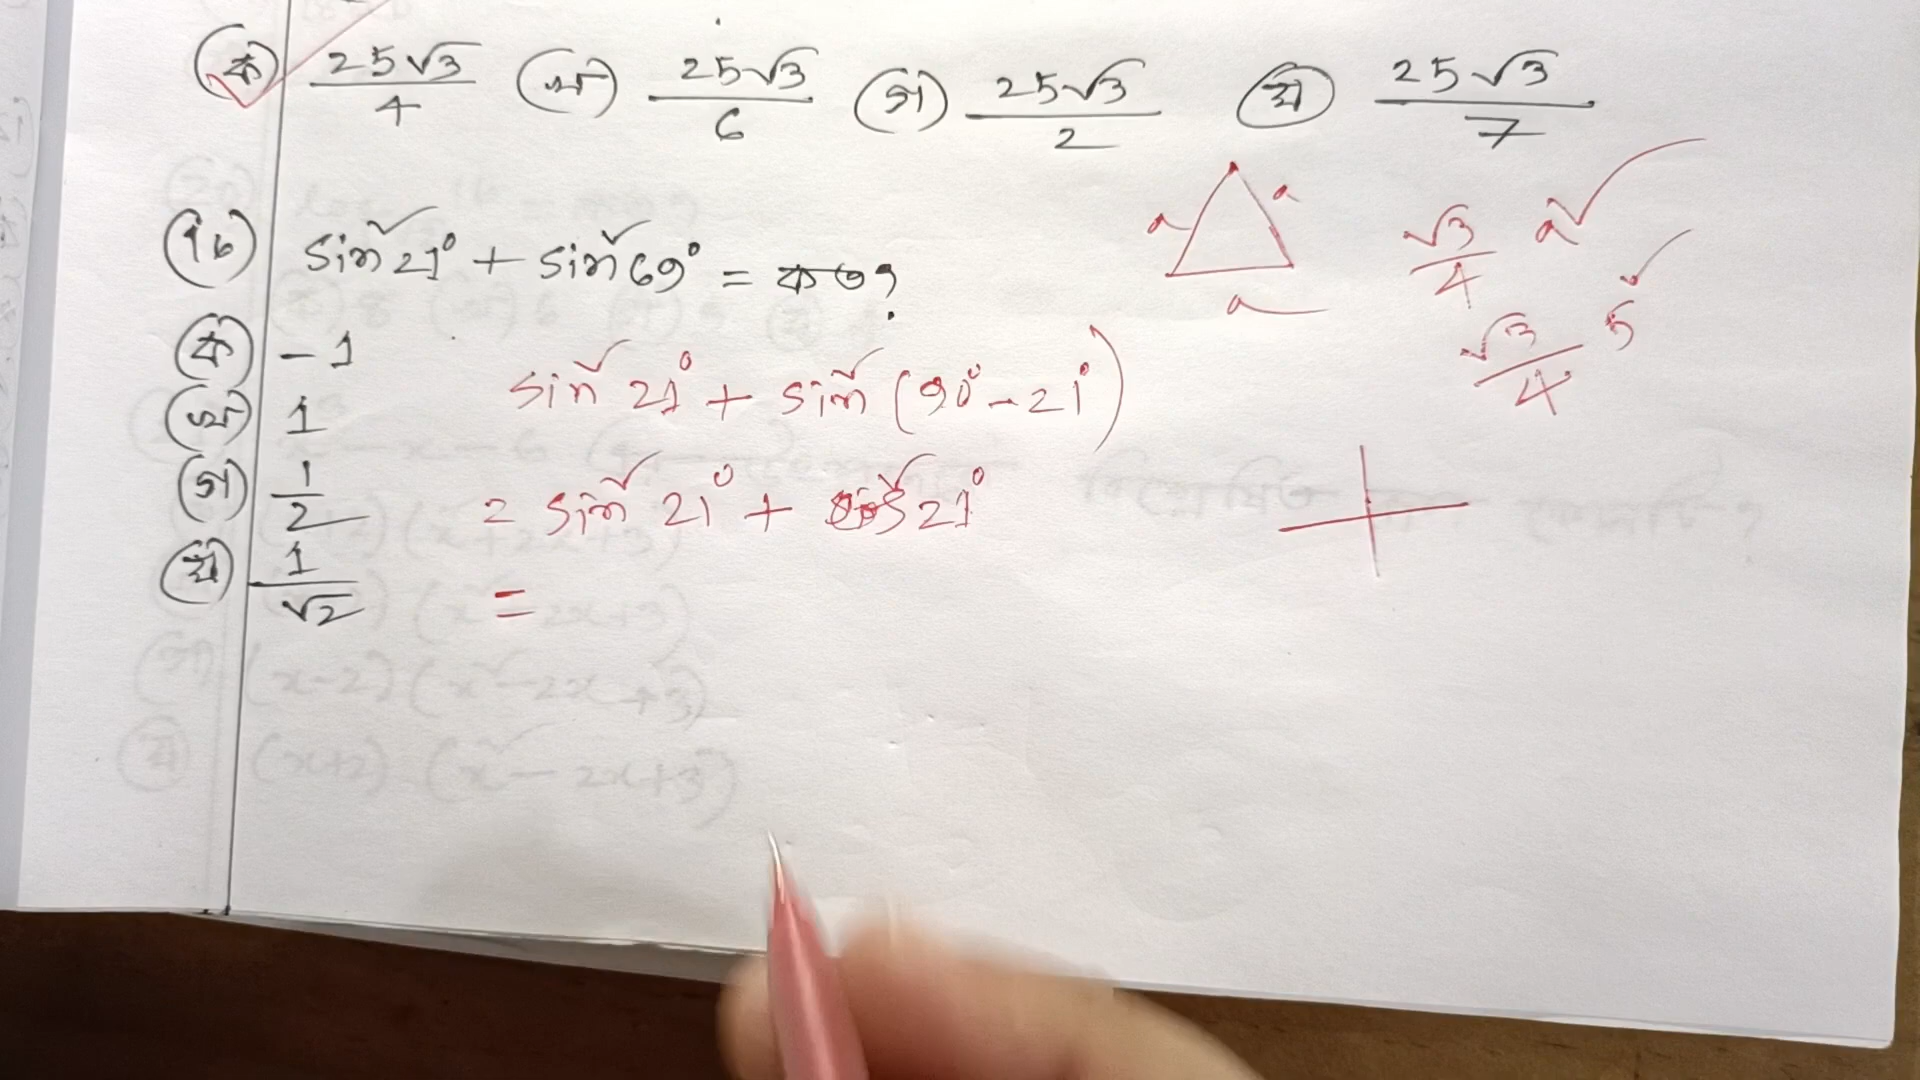 (ক) 25√3/4 (খ) 25√3/6 (গ) 25√3/2 (ঘ) 25√3/7
a a a √3/4 a²
√3/4 5²
(১৮) sin²21° + sin²69° = কত?
(ক) -1
(খ) 1
(গ) 1/2
(ঘ) 1/√2
sin²21° + sin²(90° - 21°)
= sin²21° + cos²21°
=